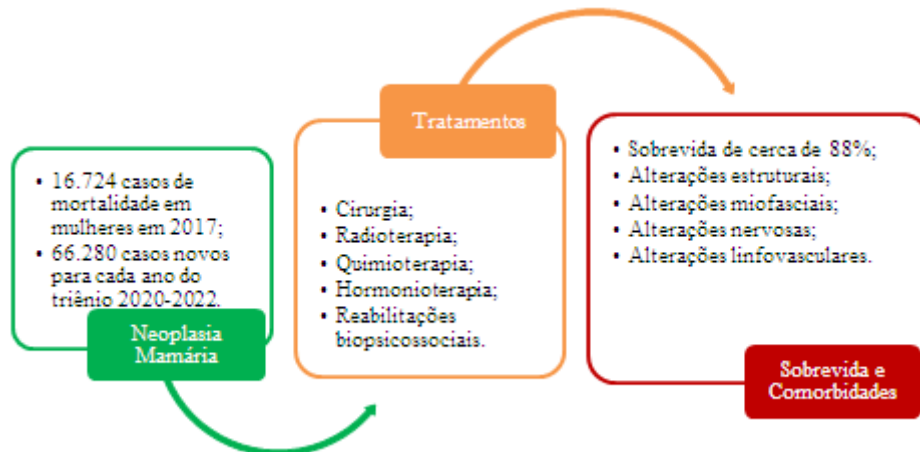 • 16.724 casos de
mortalidade em
mulheres em 2017;
• 66.280 casos novos
para cada ano do
triênio 2020-2022.
Neoplasia
Mamária
Tratamentos
• Cirurgia;
• Radioterapia;
• Quimioterapia;
• Hormonioterapia;
• Reabilitações
biopsicossociais.
• Sobrevida de cerca de 88%;
• Alterações estruturais;
• Alterações miofasciais;
• Alterações nervosas;
• Alterações linfovasculares.
Sobrevida e
Comorbidades